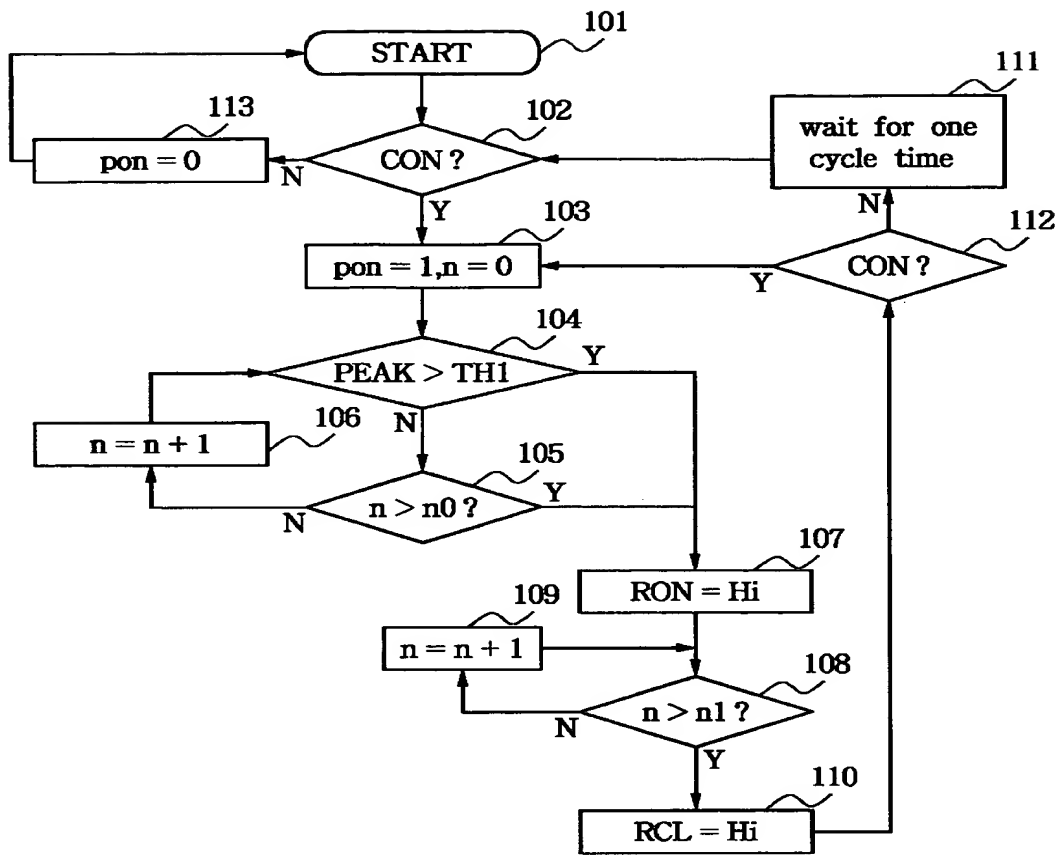 START
101
113
pon = 0
102
CON ?
N
Y
111
wait for one
cycle time
N
112
CON ?
Y
103
pon = 1,n = 0
104
PEAK > TH1
Y
N
106
n = n + 1
105
n > n0 ?
Y
N
107
RON = Hi
109
n = n + 1
108
n > n1 ?
N
Y
110
RCL = Hi